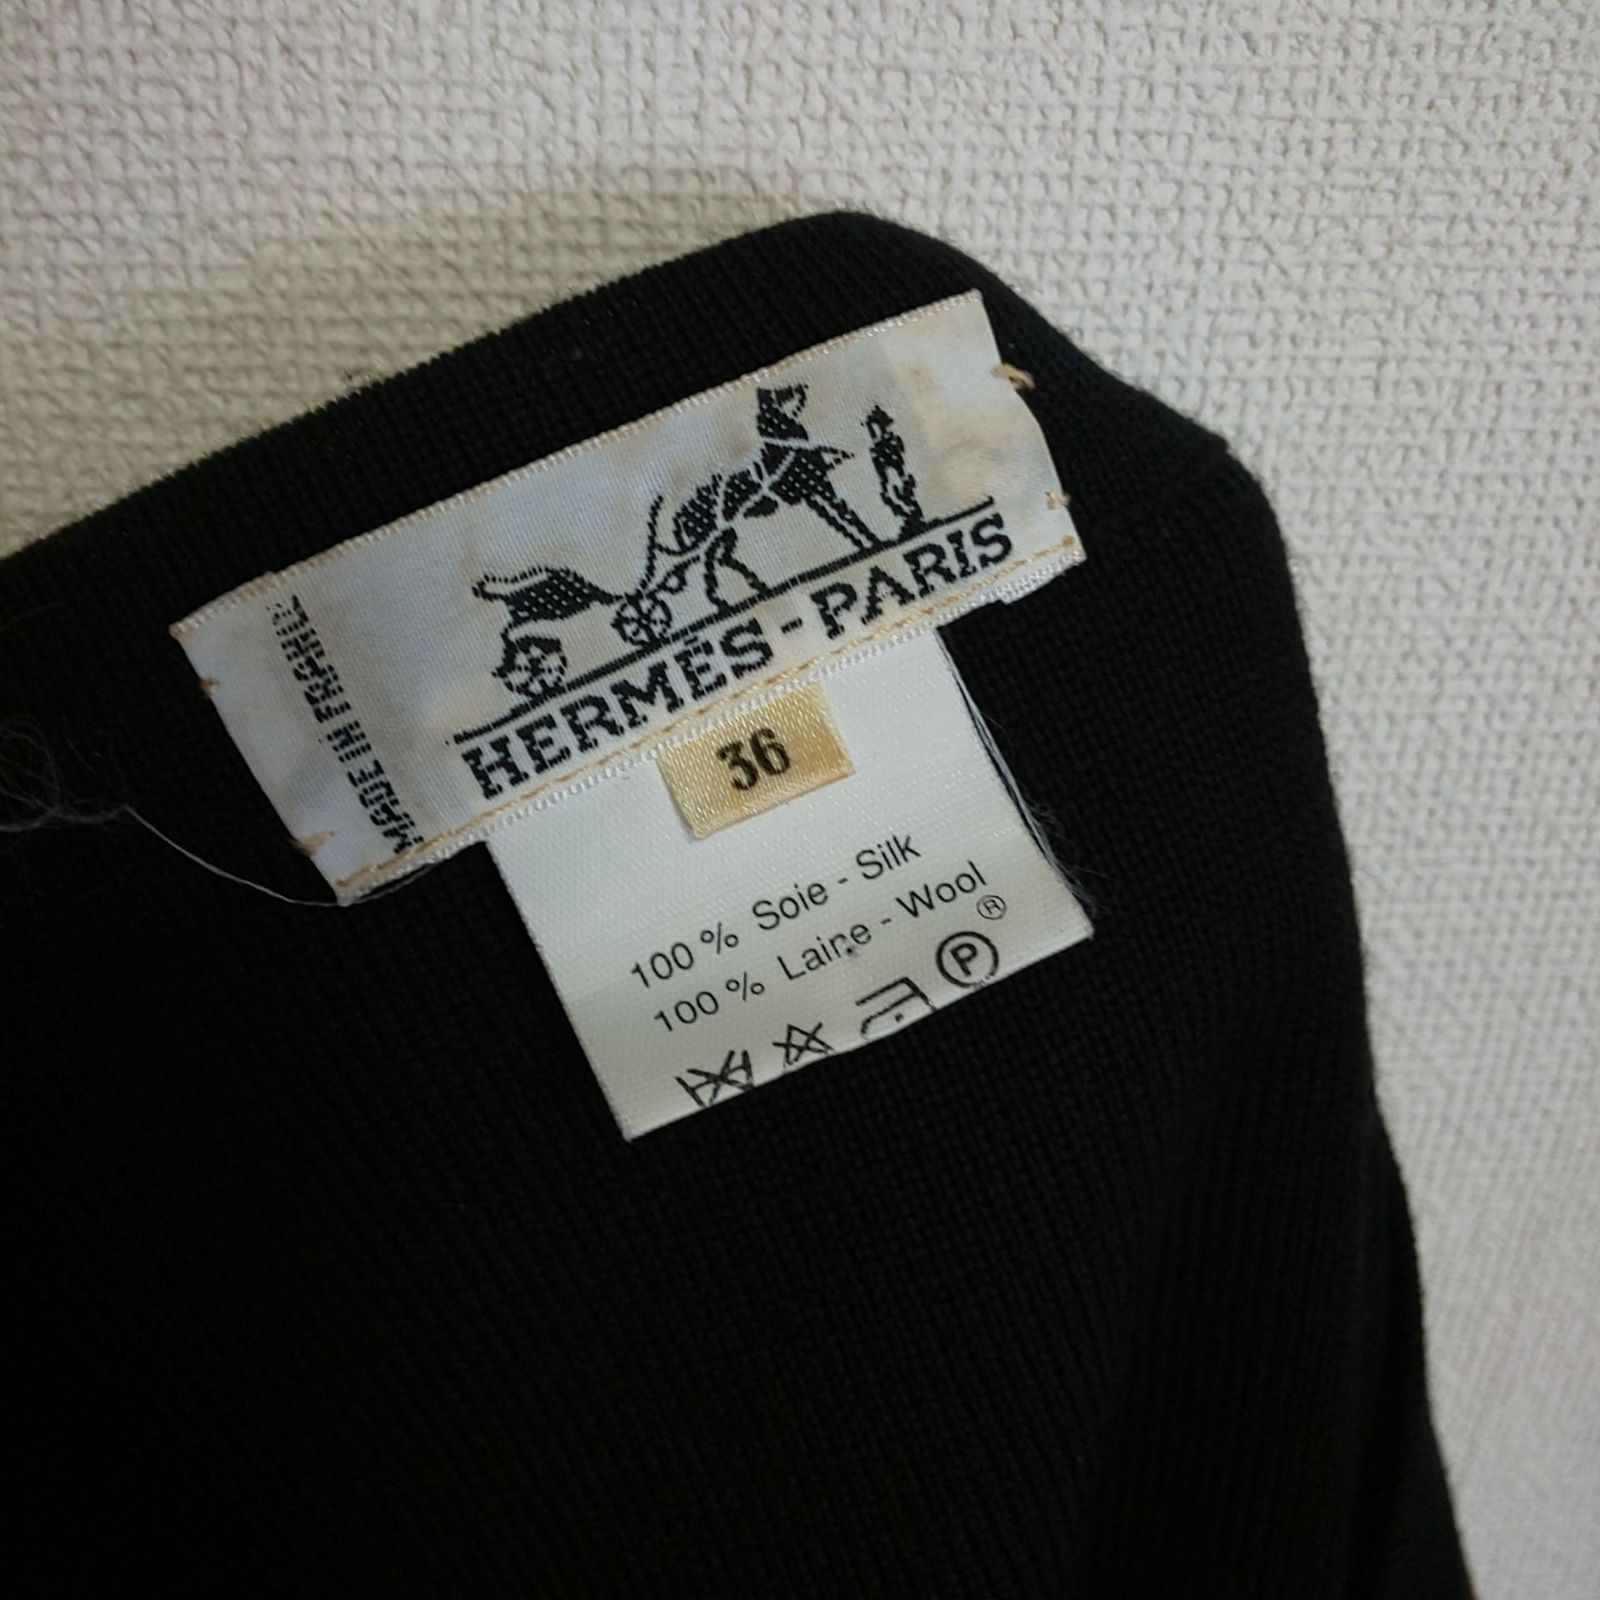 HERMÈS-PARIS
MADE IN FRANCE
36
100 % Soie - Silk
100 % Laine - Wool
®
P